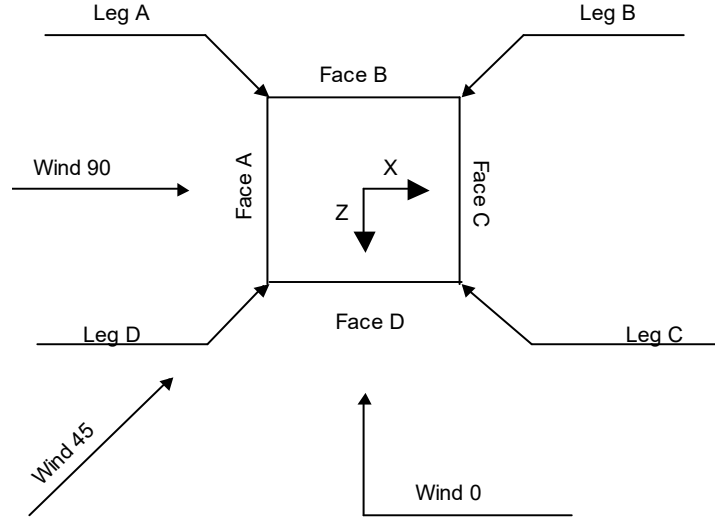 Leg A
Leg B
Face B
Wind 90
Face A
X
Z
Face C
Leg D
Face D
Leg C
Wind 45
Wind 0